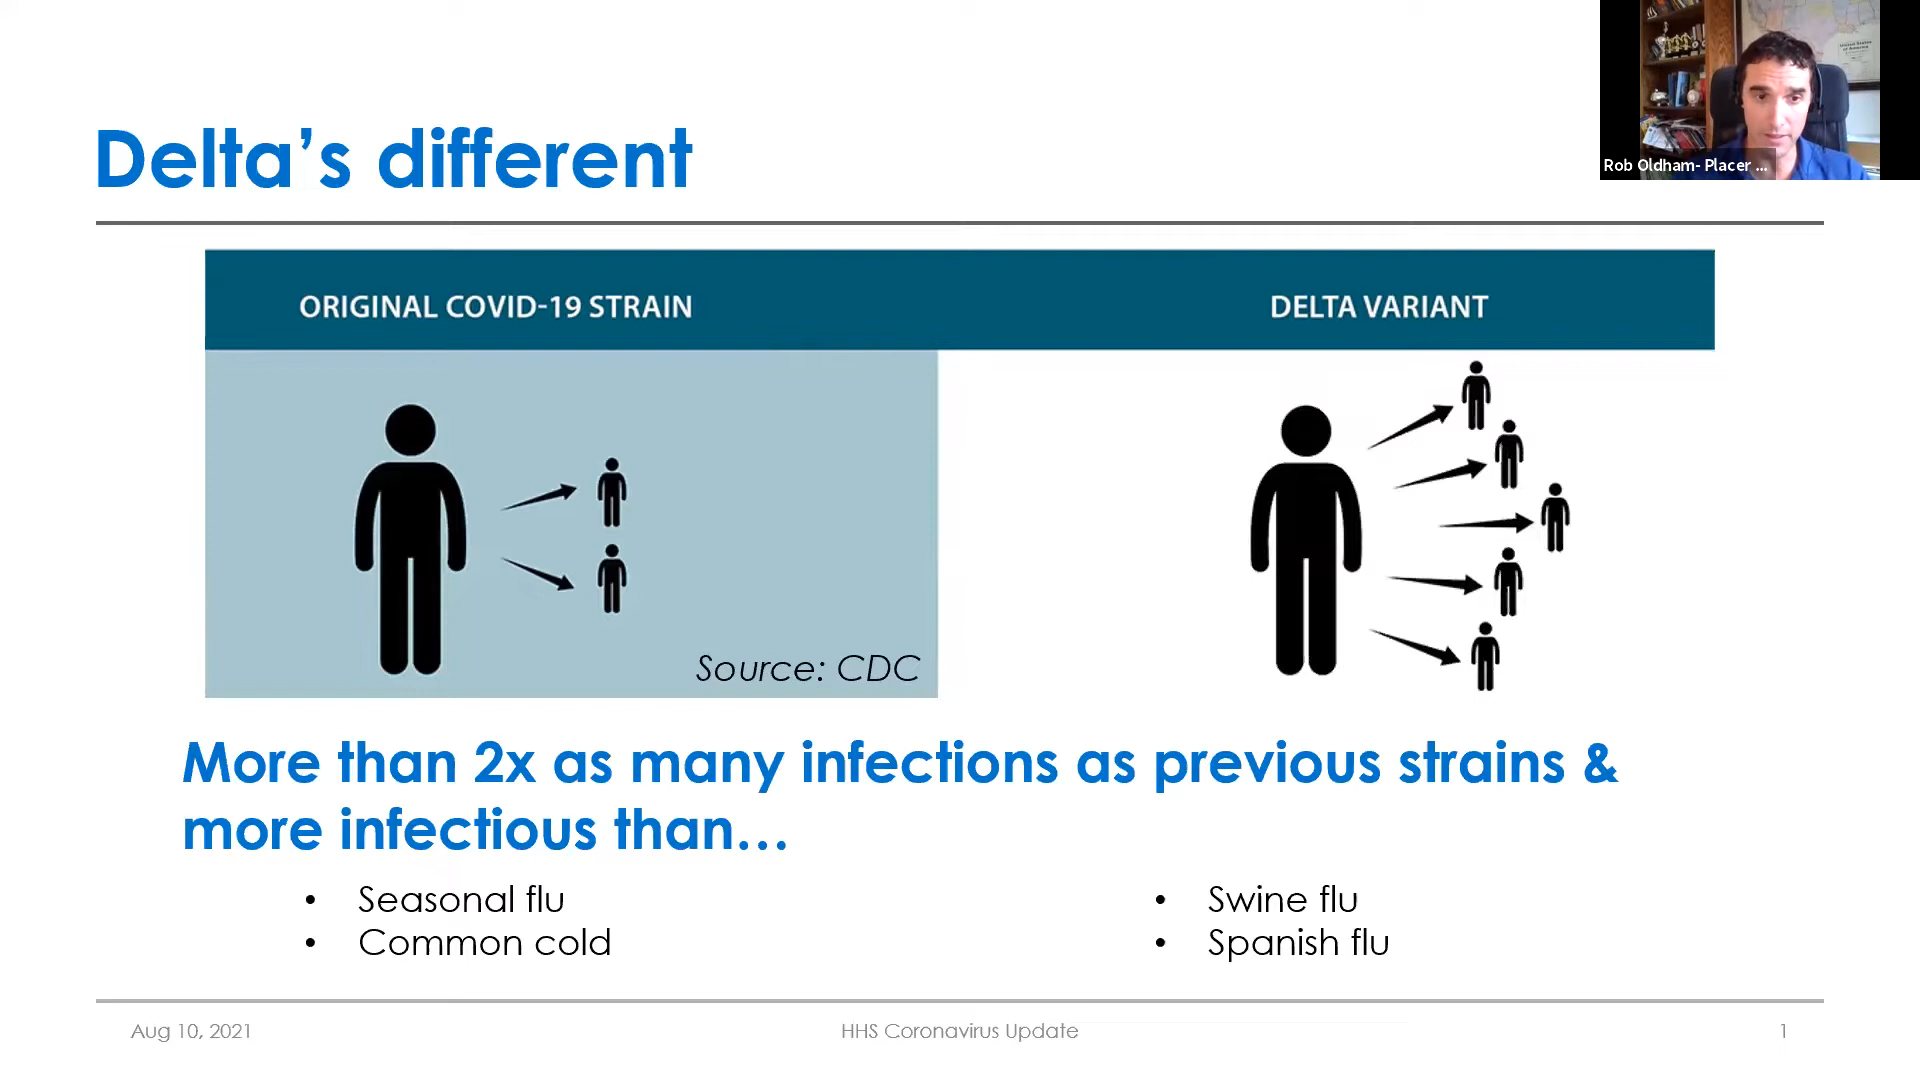 Delta’s different
Rob Oldham- Placer ...
ORIGINAL COVID-19 STRAIN
DELTA VARIANT
Source: CDC
More than 2x as many infections as previous strains &
more infectious than…
• Seasonal flu
• Common cold
• Swine flu
• Spanish flu
Aug 10, 2021
HHS Coronavirus Update
1